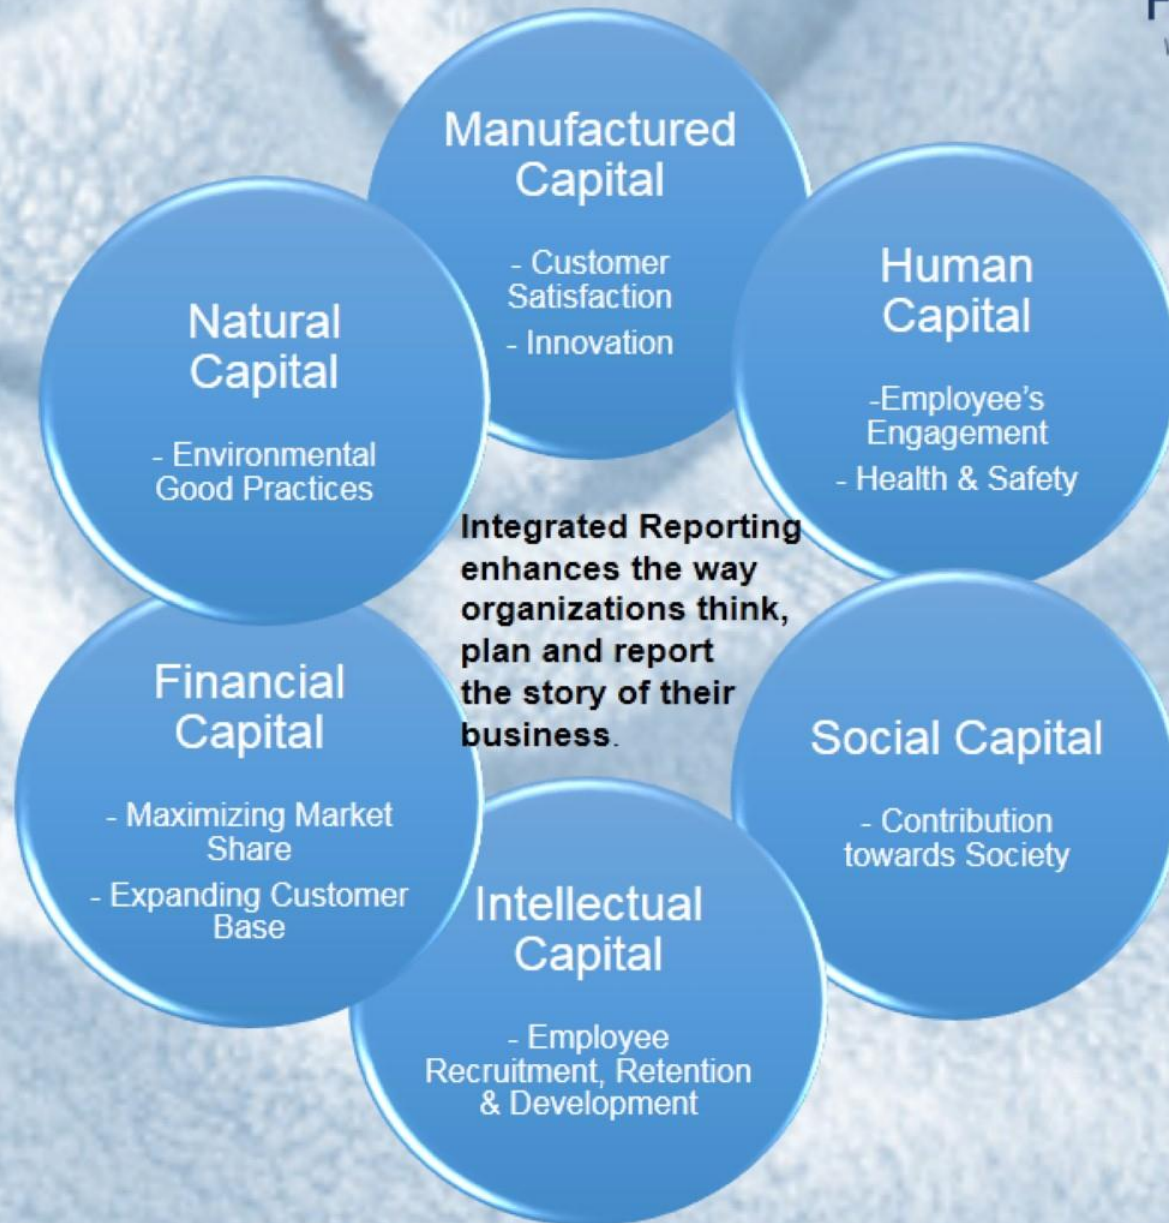 Manufactured
Capital
- Customer
Satisfaction
- Innovation
Human
Capital
-Employee's
Engagement
- Health & Safety
Social Capital
- Contribution
towards Society
Intellectual
Capital
- Employee
Recruitment, Retention
& Development
Financial
Capital
- Maximizing Market
Share
- Expanding Customer
Base
Natural
Capital
- Environmental
Good Practices
Integrated Reporting
enhances the way
organizations think,
plan and report
the story of their
business.